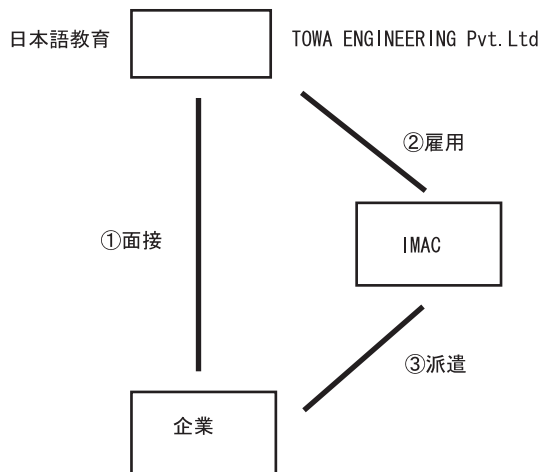 日本語教育
TOWA ENGINEERING Pvt.Ltd
②雇用
①面接
IMAC
③派遣
企業